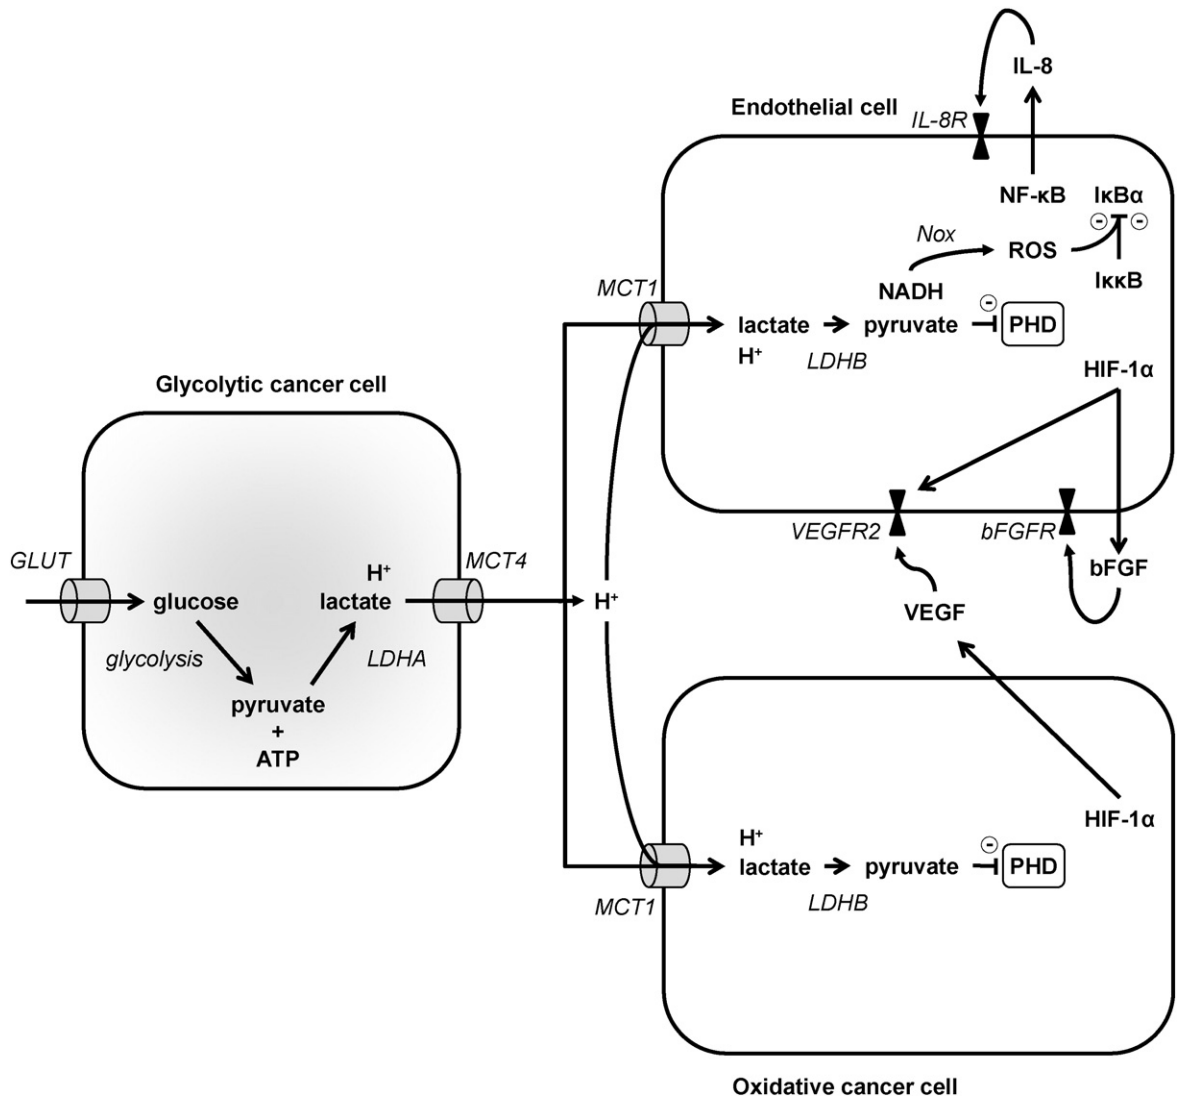 IL-8
Endothelial cell
IL-8R
NF-κB
IκBα
⊖ ⊖
Nox
ROS
IκκB
MCT1
NADH
⊖
lactate
pyruvate
PHD
H⁺
LDHB
HIF-1α
Glycolytic cancer cell
VEGFR2
bFGFR
bFGF
GLUT
MCT4
H⁺
glucose
lactate
H⁺
VEGF
glycolysis
LDHA
pyruvate
+
ATP
HIF-1α
H⁺
⊖
lactate
pyruvate
PHD
MCT1
LDHB
Oxidative cancer cell